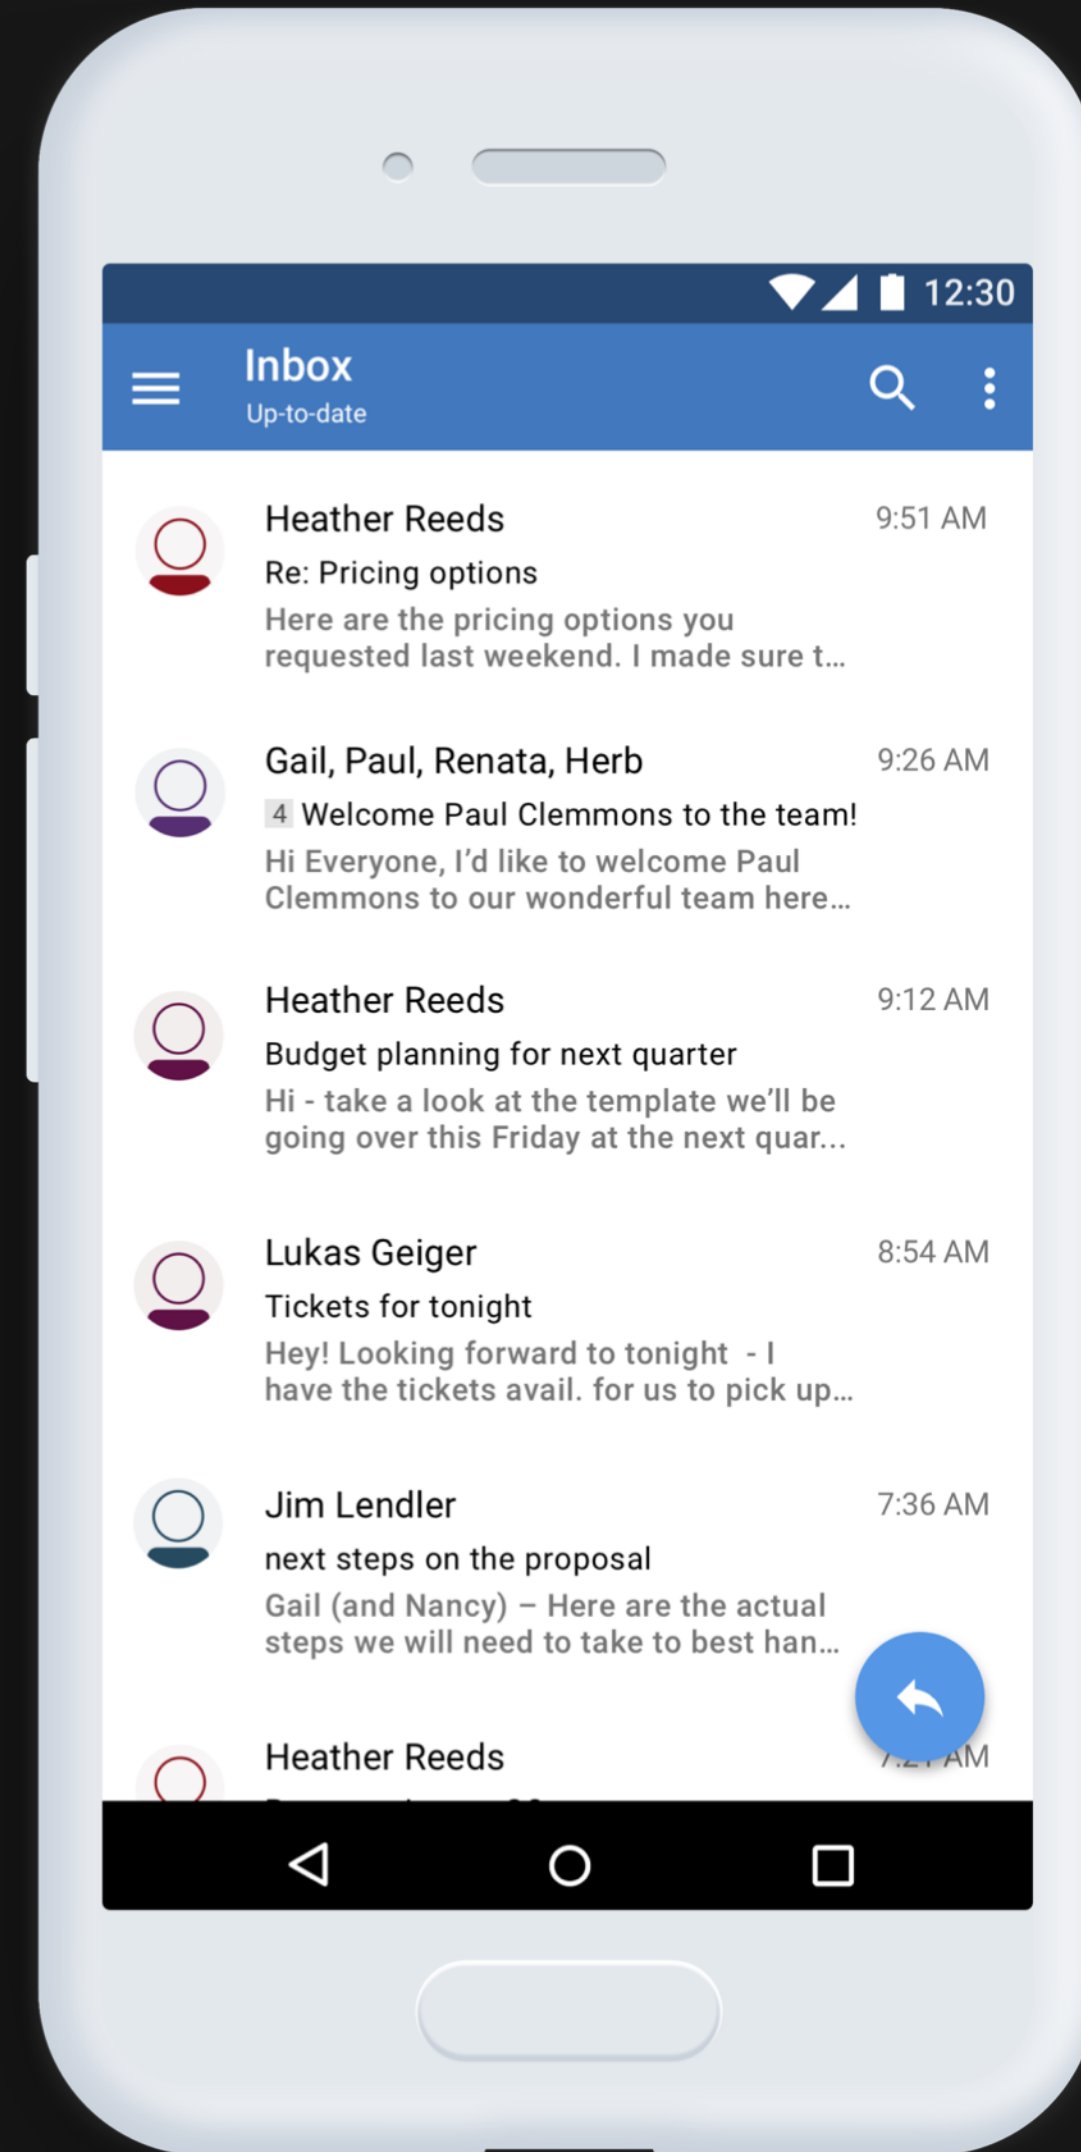 12:30
Inbox
Up-to-date
Heather Reeds
9:51 AM
Re: Pricing options
Here are the pricing options you
requested last weekend. I made sure t...
Gail, Paul, Renata, Herb
9:26 AM
4 Welcome Paul Clemmons to the team!
Hi Everyone, I’d like to welcome Paul
Clemmons to our wonderful team here...
Heather Reeds
9:12 AM
Budget planning for next quarter
Hi - take a look at the template we’ll be
going over this Friday at the next quar...
Lukas Geiger
8:54 AM
Tickets for tonight
Hey! Looking forward to tonight - I
have the tickets avail. for us to pick up...
Jim Lendler
7:36 AM
next steps on the proposal
Gail (and Nancy) – Here are the actual
steps we will need to take to best han...
Heather Reeds
AM